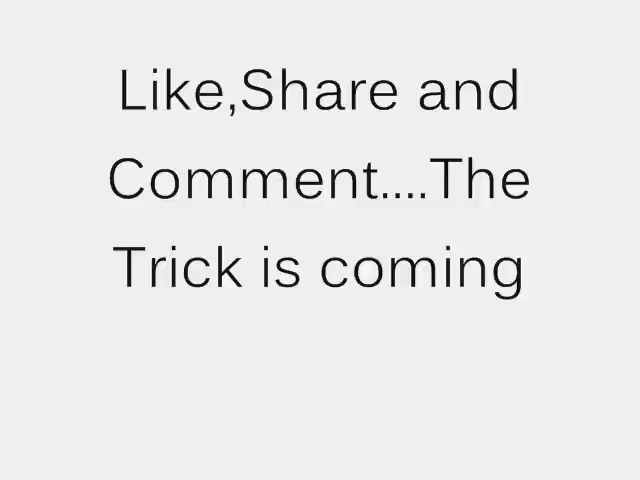 Like,Share and
Comment....The
Trick is coming